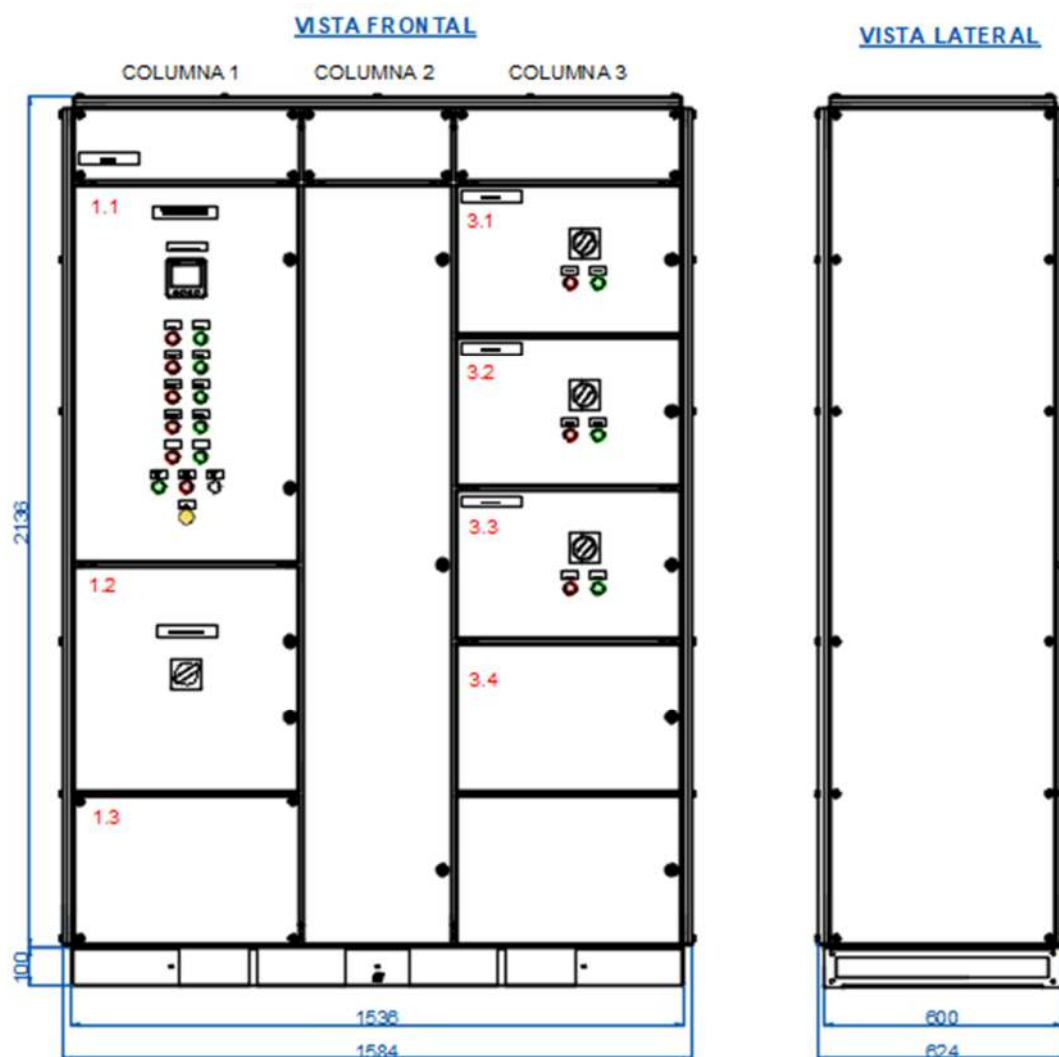 VISTA FRONTAL
VISTA LATERAL
COLUMNA 1
COLUMNA 2
COLUMNA 3
1.1
3.1
3.2
3.3
1.2
3.4
1.3
2136
100
1536
1584
600
624